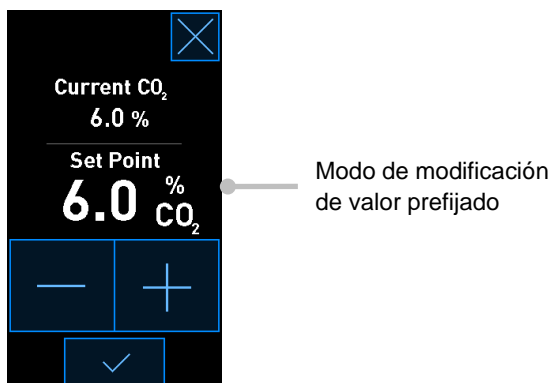 Current CO₂
6.0 %
Set Point
6.0 % CO₂
Modo de modificación
de valor prefijado